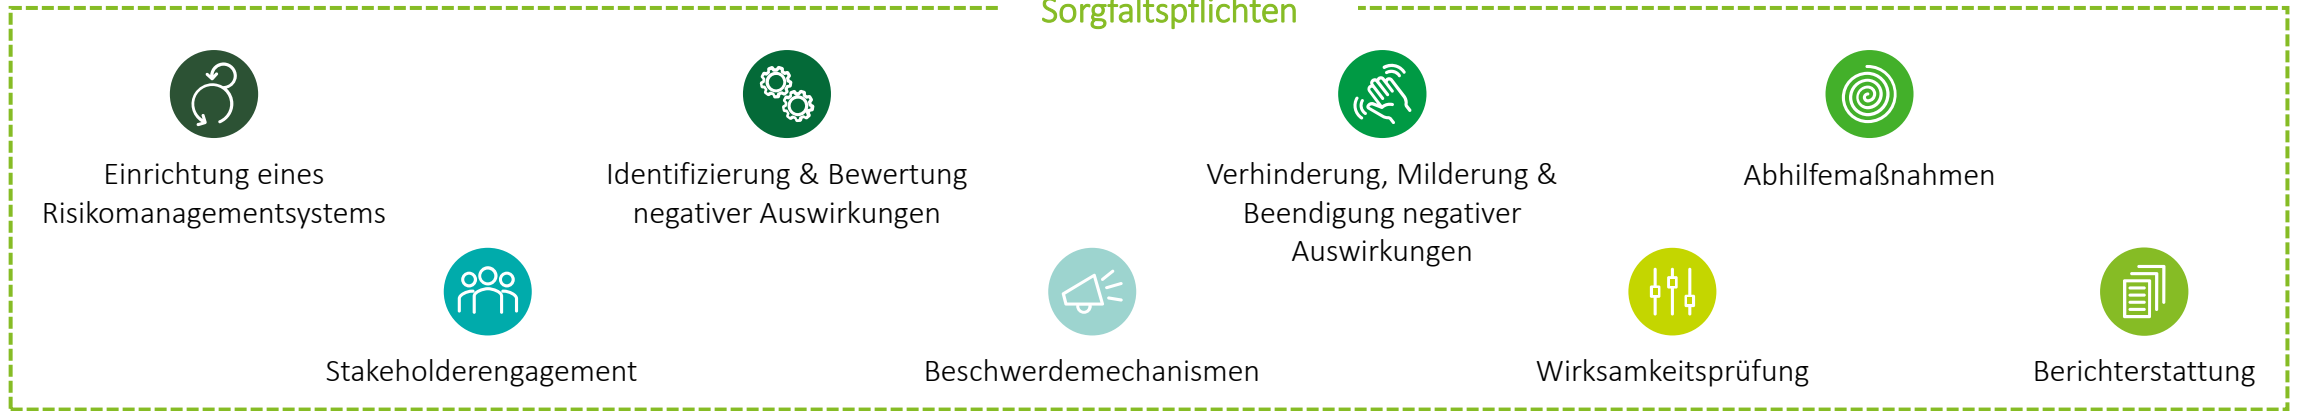 Sorgfaltspflichten
Einrichtung eines
Risikomanagementsystems
Identifizierung & Bewertung
negativer Auswirkungen
Verhinderung, Milderung &
Beendigung negativer
Auswirkungen
Abhilfemaßnahmen
Stakeholderengagement
Beschwerdemechanismen
Wirksamkeitsprüfung
Berichterstattung